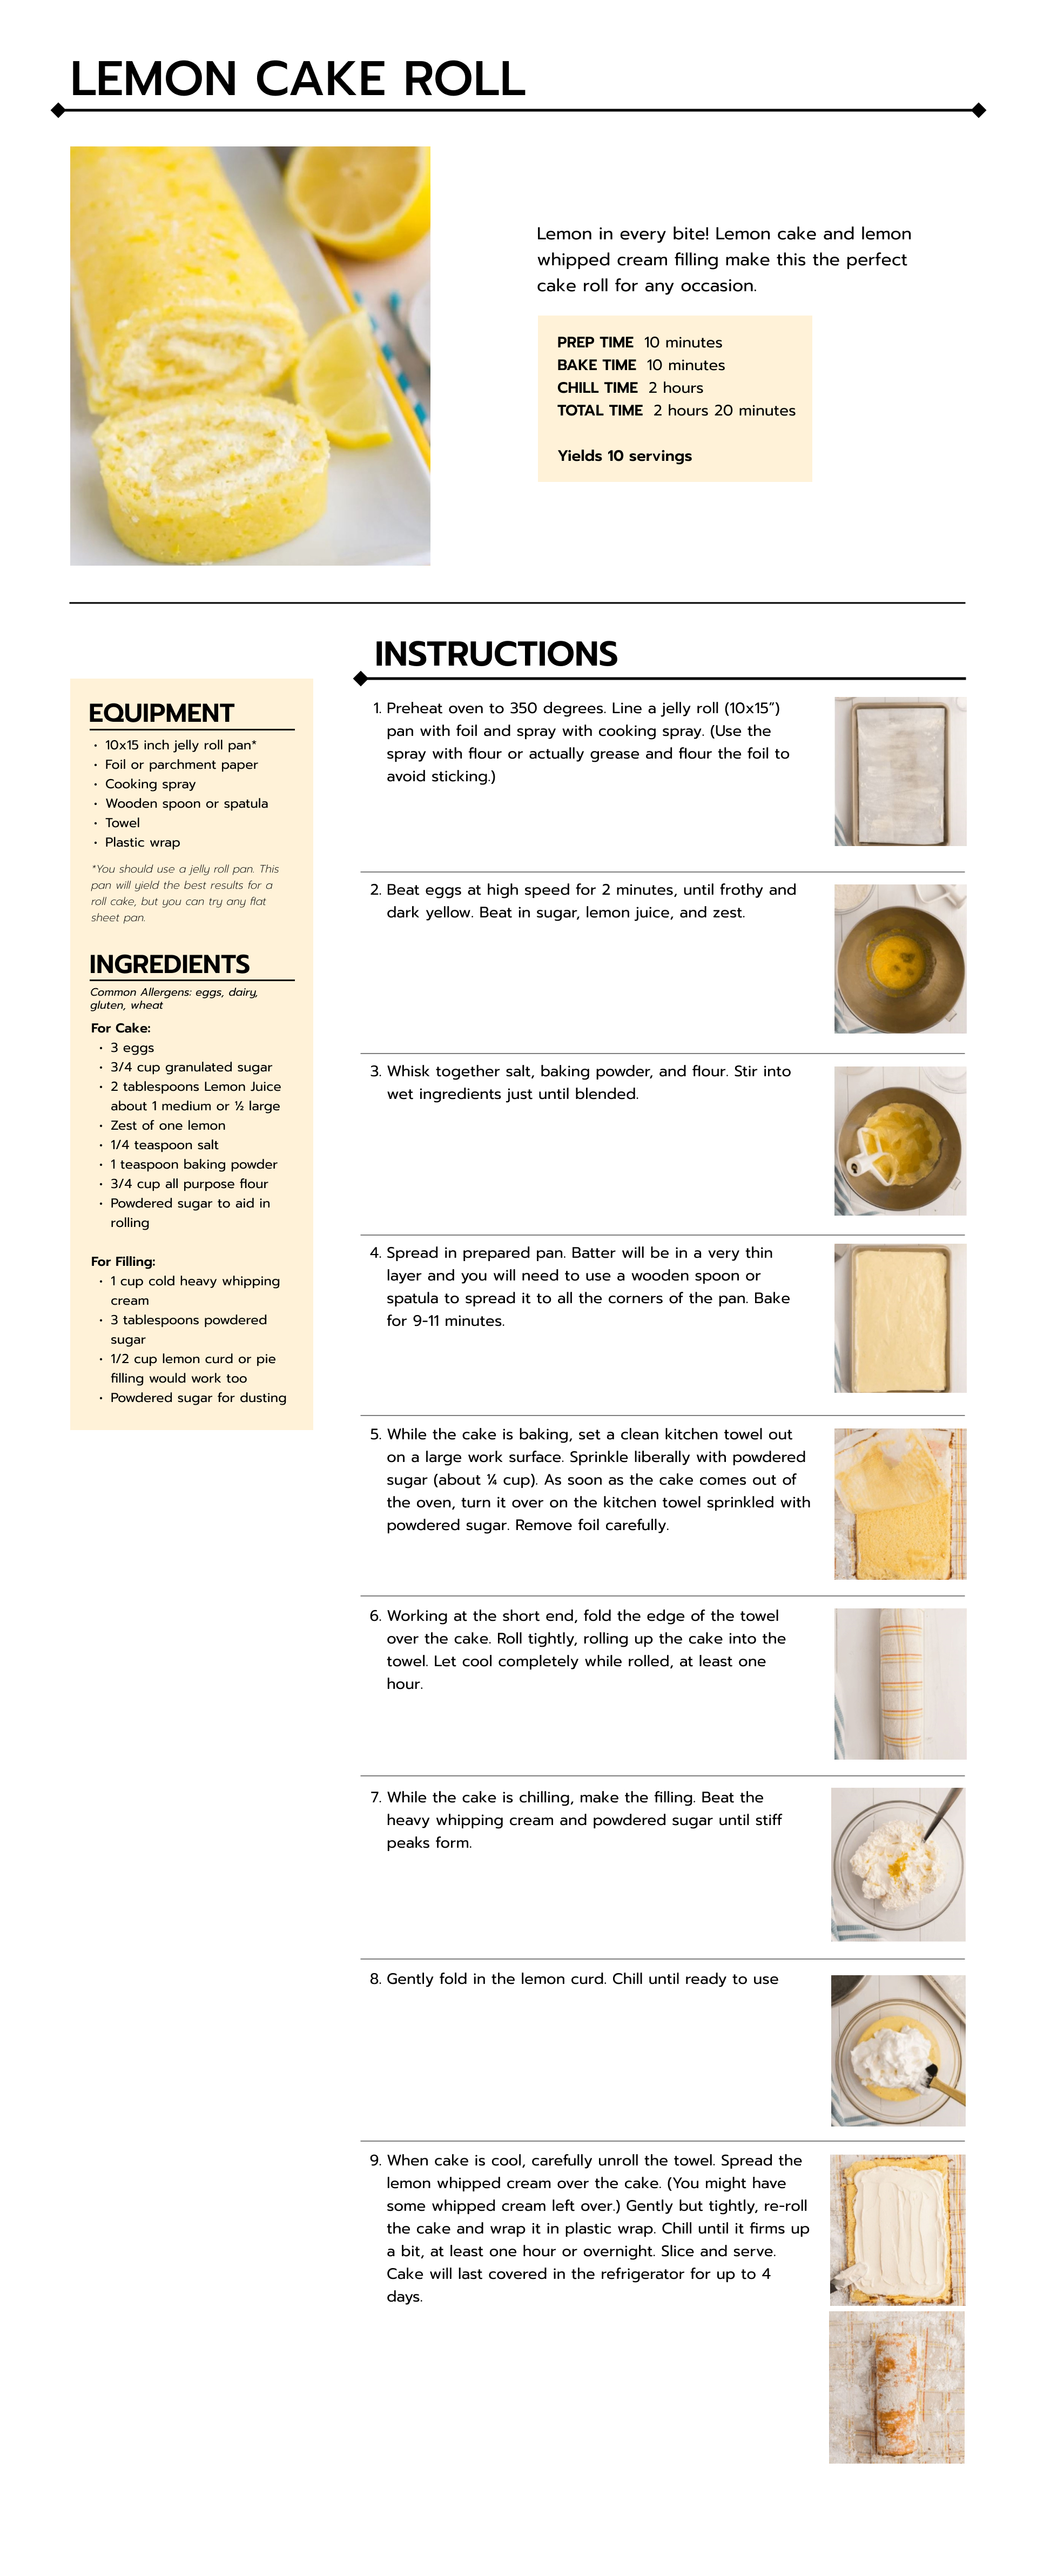 LEMON CAKE ROLL
Lemon in every bite! Lemon cake and lemon
whipped cream filling make this the perfect
cake roll for any occasion.
PREP TIME 10 minutes
BAKE TIME 10 minutes
CHILL TIME 2 hours
TOTAL TIME 2 hours 20 minutes
Yields 10 servings
EQUIPMENT
• 10x15 inch jelly roll pan*
• Foil or parchment paper
• Cooking spray
• Wooden spoon or spatula
• Towel
• Plastic wrap
*You should use a jelly roll pan. This
pan will yield the best results for a
roll cake, but you can try any flat
sheet pan.
INGREDIENTS
Common Allergens: eggs, dairy,
gluten, wheat
For Cake:
• 3 eggs
• 3/4 cup granulated sugar
• 2 tablespoons Lemon Juice
about 1 medium or ½ large
• Zest of one lemon
• 1/4 teaspoon salt
• 1 teaspoon baking powder
• 3/4 cup all purpose flour
• Powdered sugar to aid in
rolling
For Filling:
• 1 cup cold heavy whipping
cream
• 3 tablespoons powdered
sugar
• 1/2 cup lemon curd or pie
filling would work too
• Powdered sugar for dusting
INSTRUCTIONS
1. Preheat oven to 350 degrees. Line a jelly roll (10x15”)
pan with foil and spray with cooking spray. (Use the
spray with flour or actually grease and flour the foil to
avoid sticking.)
2. Beat eggs at high speed for 2 minutes, until frothy and
dark yellow. Beat in sugar, lemon juice, and zest.
3. Whisk together salt, baking powder, and flour. Stir into
wet ingredients just until blended.
4. Spread in prepared pan. Batter will be in a very thin
layer and you will need to use a wooden spoon or
spatula to spread it to all the corners of the pan. Bake
for 9-11 minutes.
5. While the cake is baking, set a clean kitchen towel out
on a large work surface. Sprinkle liberally with powdered
sugar (about ¼ cup). As soon as the cake comes out of
the oven, turn it over on the kitchen towel sprinkled with
powdered sugar. Remove foil carefully.
6. Working at the short end, fold the edge of the towel
over the cake. Roll tightly, rolling up the cake into the
towel. Let cool completely while rolled, at least one
hour.
7. While the cake is chilling, make the filling. Beat the
heavy whipping cream and powdered sugar until stiff
peaks form.
8. Gently fold in the lemon curd. Chill until ready to use
9. When cake is cool, carefully unroll the towel. Spread the
lemon whipped cream over the cake. (You might have
some whipped cream left over.) Gently but tightly, re-roll
the cake and wrap it in plastic wrap. Chill until it firms up
a bit, at least one hour or overnight. Slice and serve.
Cake will last covered in the refrigerator for up to 4
days.